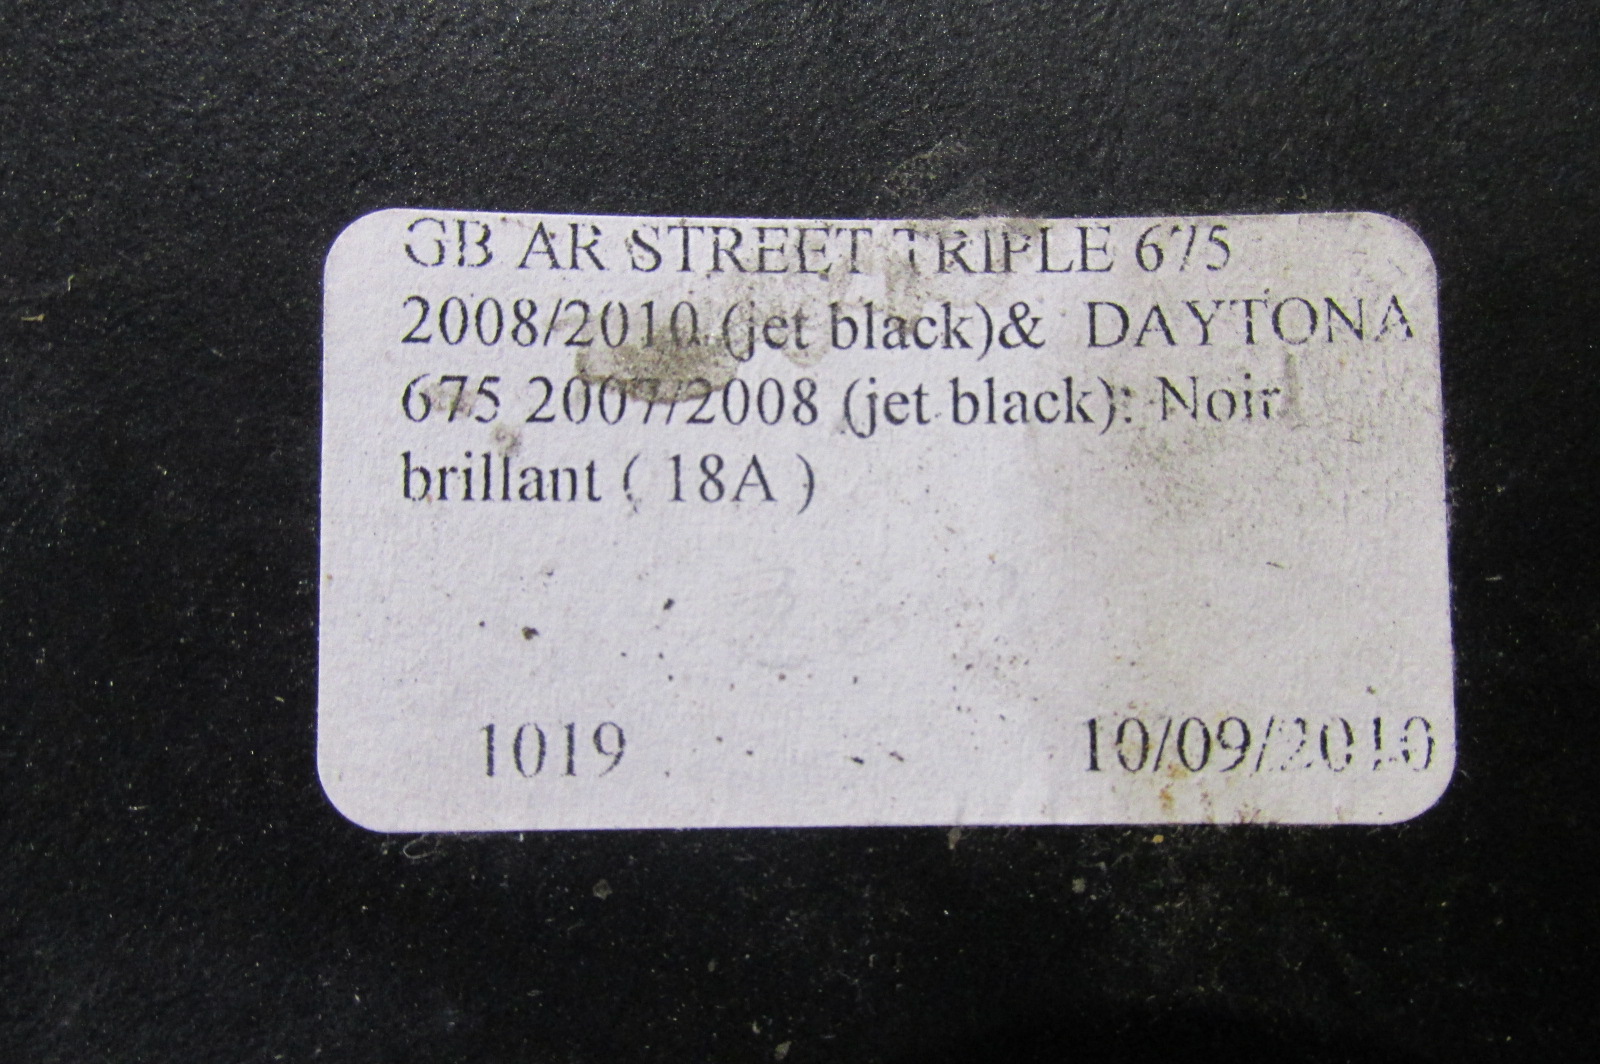 GB AR STREET TRIPLE 675
2008/2010 (jet black)& DAYTONA
675 2007/2008 (jet black): Noir
brillant ( 18A )
1019 10/09/2010